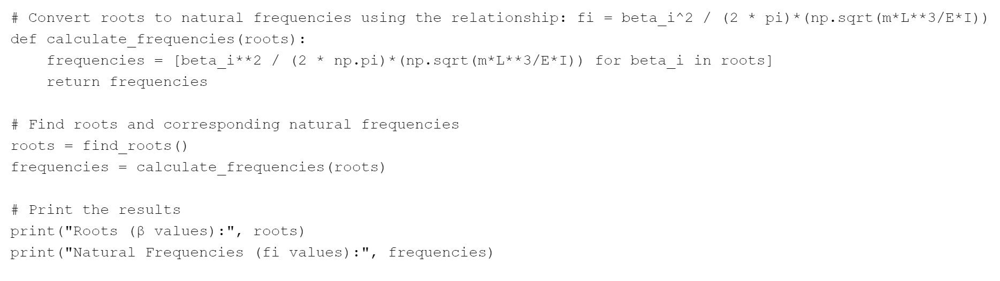 # Convert roots to natural frequencies using the relationship: fi = beta_i^2 / (2 * pi)*(np.sqrt(m*L**3/E*I))
def calculate_frequencies(roots):
    frequencies = [beta_i**2 / (2 * np.pi)*(np.sqrt(m*L**3/E*I)) for beta_i in roots]
    return frequencies

# Find roots and corresponding natural frequencies
roots = find_roots()
frequencies = calculate_frequencies(roots)

# Print the results
print("Roots (β values):", roots)
print("Natural Frequencies (fi values):", frequencies)